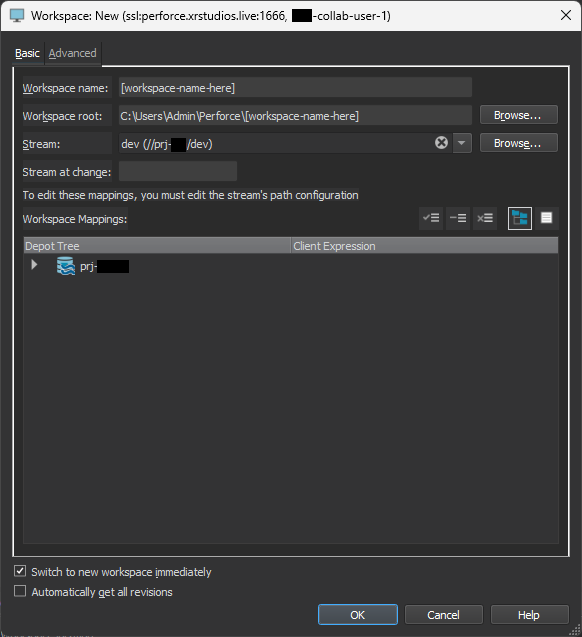 Workspace: New (ssl:perforce.xrstudios.live:1666, -collab-user-1)
Basic Advanced
Workspace name: [workspace-name-here]
Workspace root: C:\Users\Admin\Perforce\[workspace-name-here] Browse...
Stream: dev (//prj- /dev) Browse...
Stream at change:
To edit these mappings, you must edit the stream's path configuration
Workspace Mappings:
Depot Tree Client Expression
prj-
Switch to new workspace immediately
Automatically get all revisions
OK Cancel Help